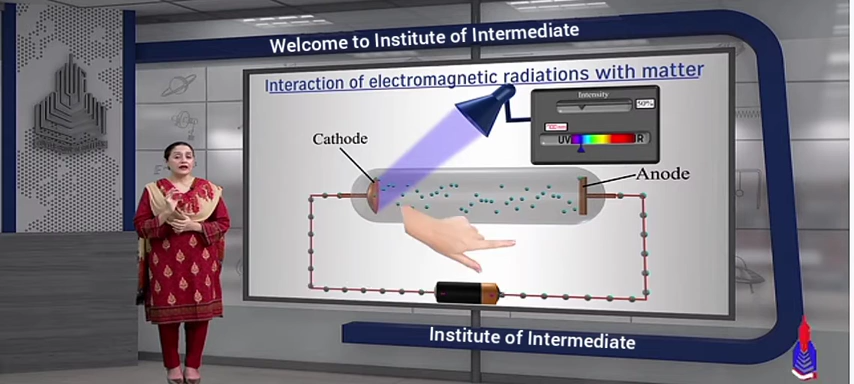 Welcome to Institute of Intermediate
Interaction of electromagnetic radiations with matter
Intensity
50%
Cathode
UV
IR
Anode
Institute of Intermediate